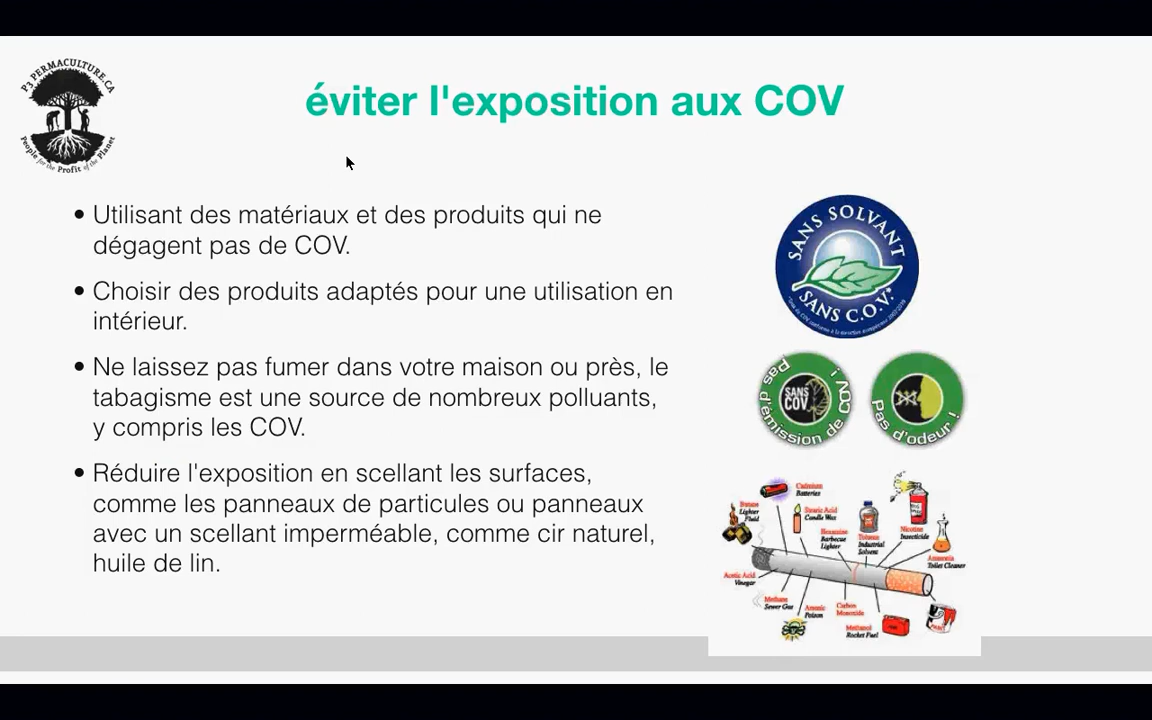 P3 PERMACULTURE.CA
People for the Profit of the Planet
éviter l'exposition aux COV
• Utilisant des matériaux et des produits qui ne
dégagent pas de COV.
• Choisir des produits adaptés pour une utilisation en
intérieur.
• Ne laissez pas fumer dans votre maison ou près, le
tabagisme est une source de nombreux polluants,
y compris les COV.
• Réduire l'exposition en scellant les surfaces,
comme les panneaux de particules ou panneaux
avec un scellant imperméable, comme cir naturel,
huile de lin.
SANS SOLVANT
SANS C.O.V.*
Pas d'émission de COV !
SANS
COV
Pas d'odeur !
Cadmium
Batteries
Butane
Lighter
Fluid
Stearic Acid
Candle Wax
Hexamine
Barbecue
Lighter
Toluene
Industrial
Solvent
Nicotine
Insecticide
Ammonia
Toilet Cleaner
Acetic Acid
Vinegar
Methane
Sewer Gas
Arsenic
Poison
Carbon
Monoxide
Methanol
Rocket Fuel
PAINT